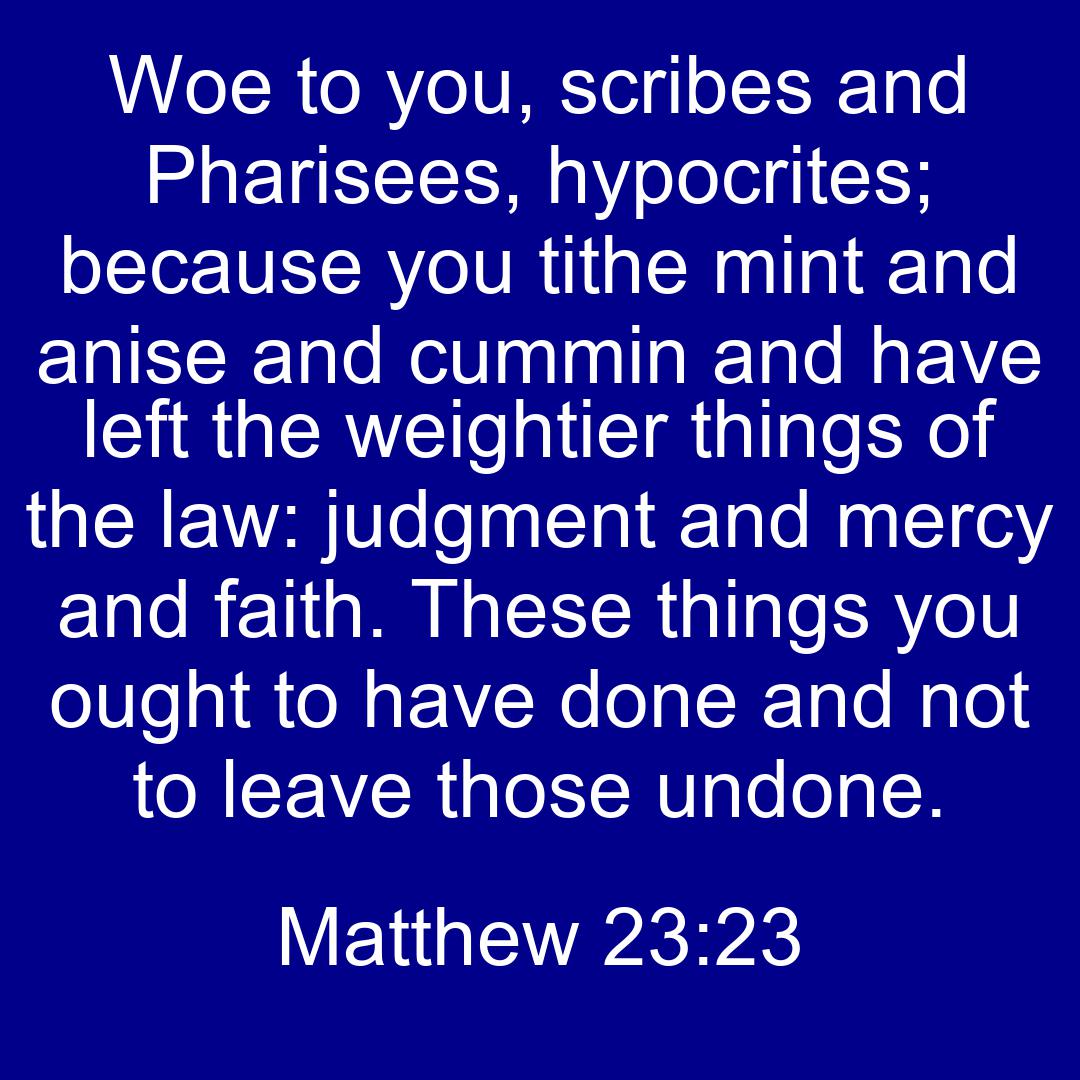 Woe to you, scribes and
Pharisees, hypocrites;
because you tithe mint and
anise and cummin and have
left the weightier things of
the law: judgment and mercy
and faith. These things you
ought to have done and not
to leave those undone.
Matthew 23:23